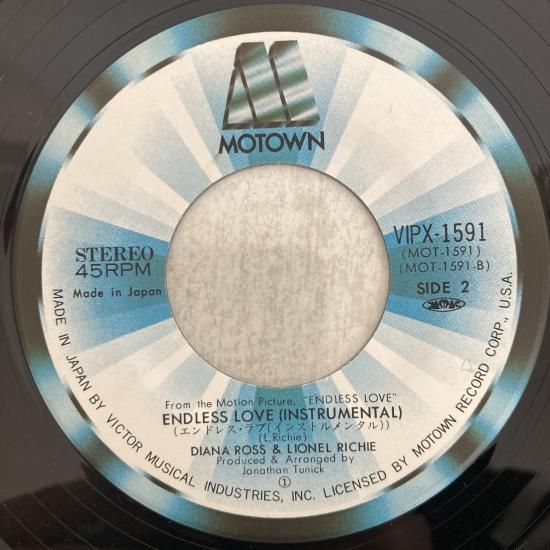 MOTOWN
STEREO
45RPM
Made in Japan
VIPX-1591
(MOT-1591)
(MOT-1591-B)
SIDE 2
JASRAC
From the Motion Picture, "ENDLESS LOVE"
ENDLESS LOVE (INSTRUMENTAL)
(エンドレス・ラブ(インストルメンタル))
(L.Richie)
DIANA ROSS & LIONEL RICHIE
Produced & Arranged by
Jonathan Tunick
①
MADE IN JAPAN BY VICTOR MUSICAL INDUSTRIES, INC. LICENSED BY MOTOWN RECORD CORP., U.S.A.